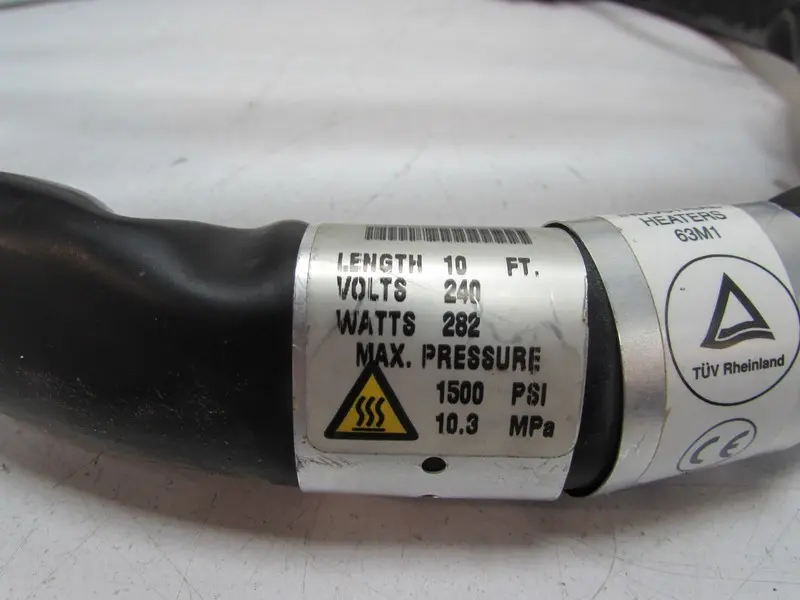 LENGTH 10 FT.
VOLTS 240
WATTS 282
MAX. PRESSURE
1500 PSI
10.3 MPa
HEATERS
63M1
TÜV Rheinland
CE